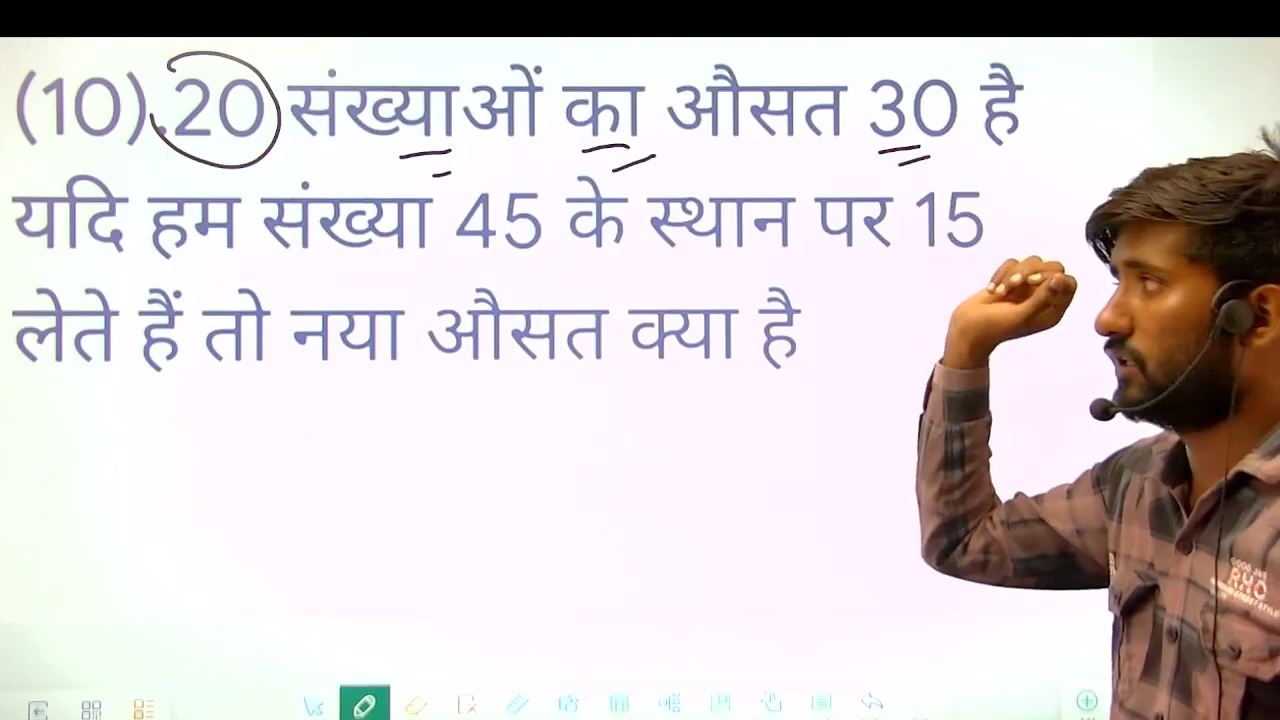 (10).20 संख्याओं का औसत 30 है
यदि हम संख्या 45 के स्थान पर 15
लेते हैं तो नया औसत क्या है